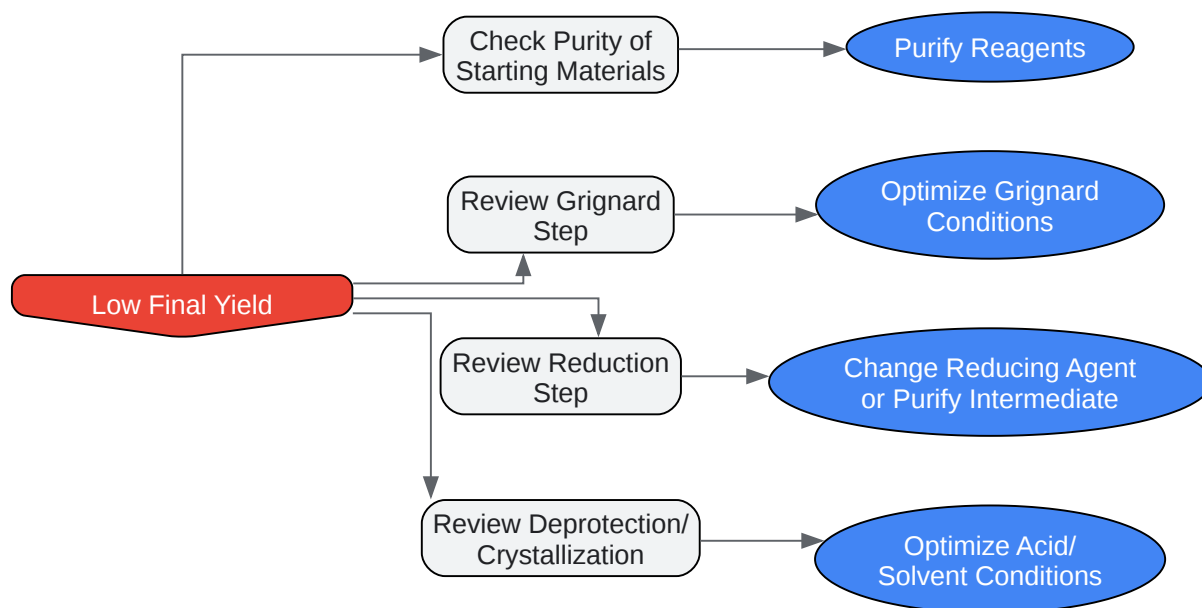 Check Purity of
Starting Materials
Purify Reagents
Review Grignard
Step
Optimize Grignard
Conditions
Low Final Yield
Review Reduction
Step
Change Reducing Agent
or Purify Intermediate
Review Deprotection/
Crystallization
Optimize Acid/
Solvent Conditions